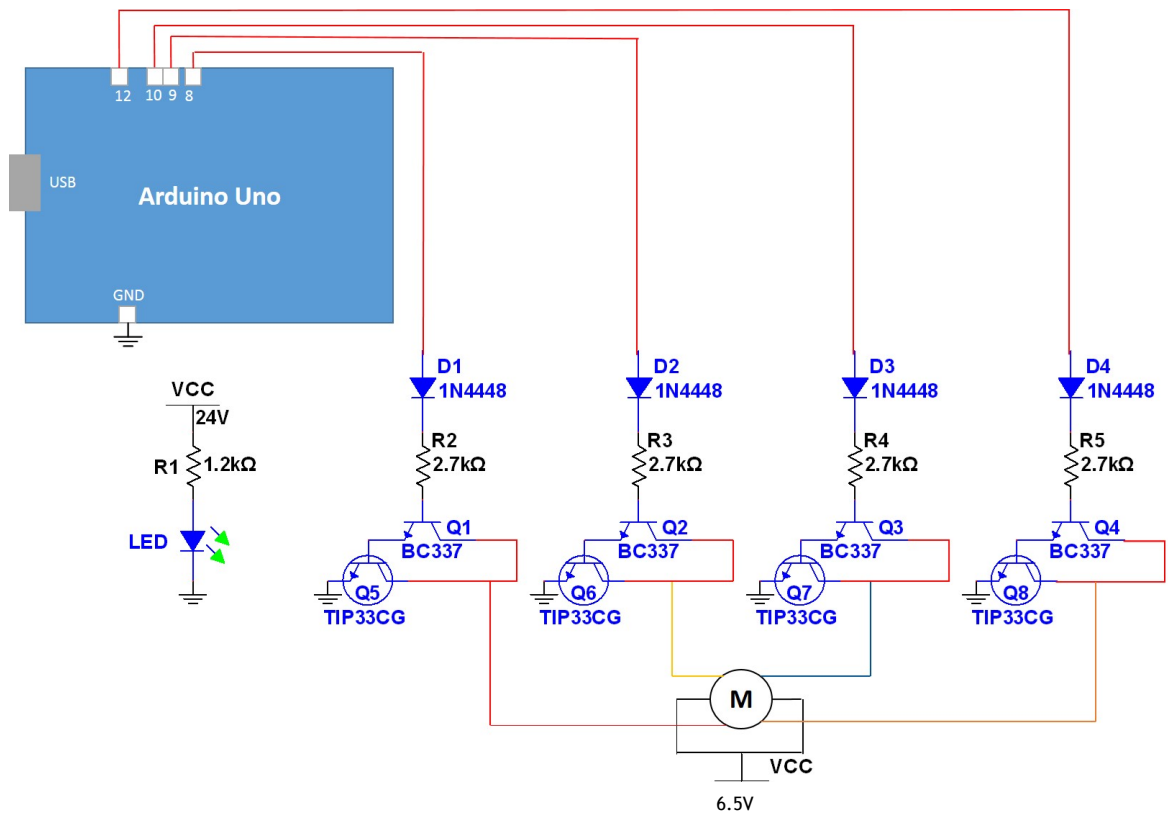 12
10
9
8
USB
Arduino Uno
GND
VCC
24V
R1
1.2kΩ
LED
D1
1N4448
R2
2.7kΩ
Q1
BC337
Q5
TIP33CG
D2
1N4448
R3
2.7kΩ
Q2
BC337
Q6
TIP33CG
D3
1N4448
R4
2.7kΩ
Q3
BC337
Q7
TIP33CG
D4
1N4448
R5
2.7kΩ
Q4
BC337
Q8
TIP33CG
M
VCC
6.5V